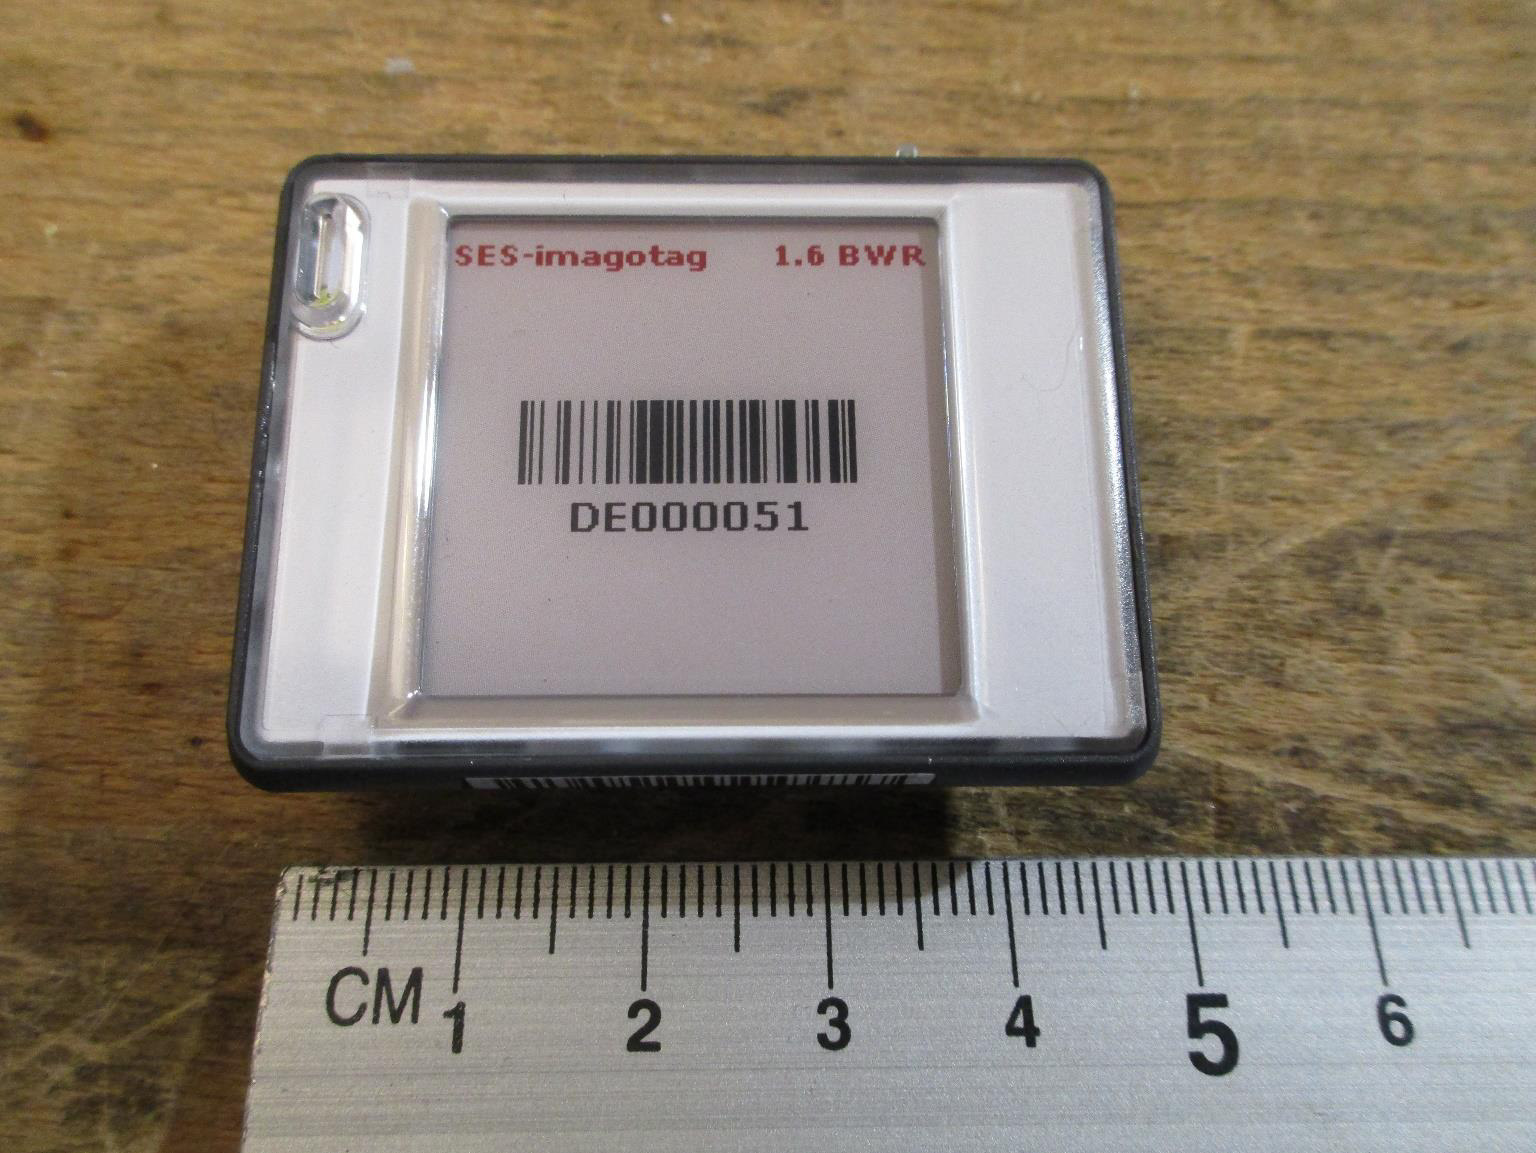 SES-imagotag 1.6 BWR
DE000051
CM 1 2 3 4 5 6